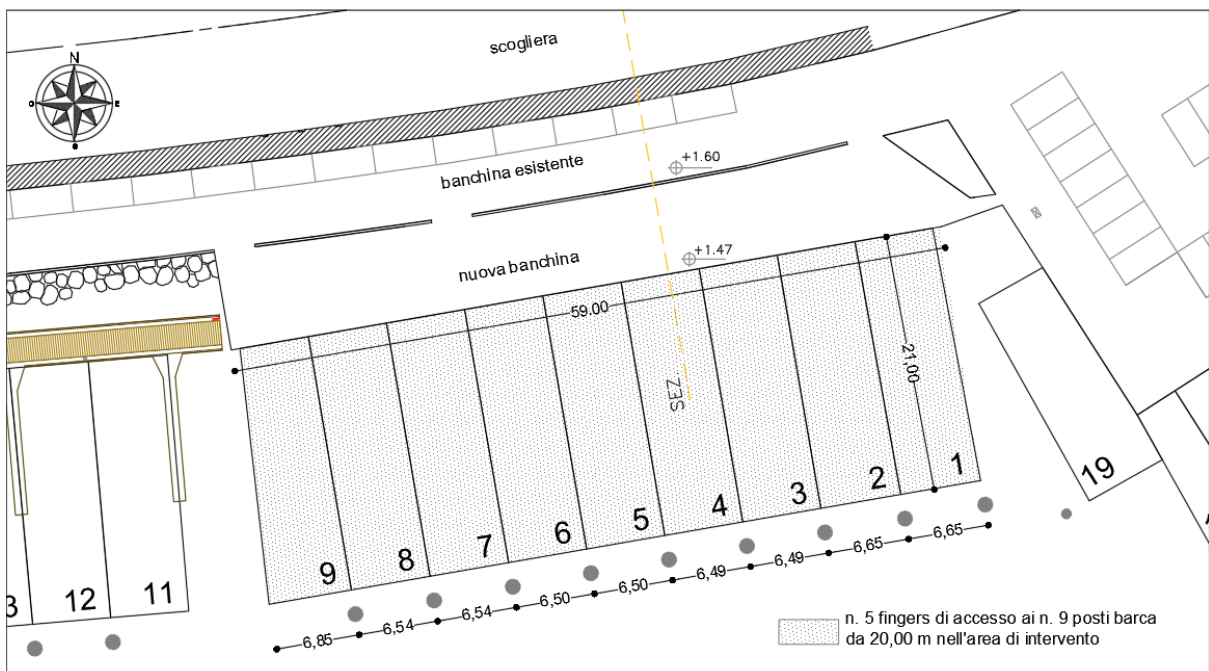 scogliera
N
O
E
S
banchina esistente
+1.60
nuova banchina
+1.47
59.00
21,00
SEZ
1
2
3
4
5
6
7
8
9
11
12
3
19
6,85
6,54
6,54
6,50
6,50
6,49
6,49
6,65
6,65
n. 5 fingers di accesso ai n. 9 posti barca
da 20,00 m nell'area di intervento